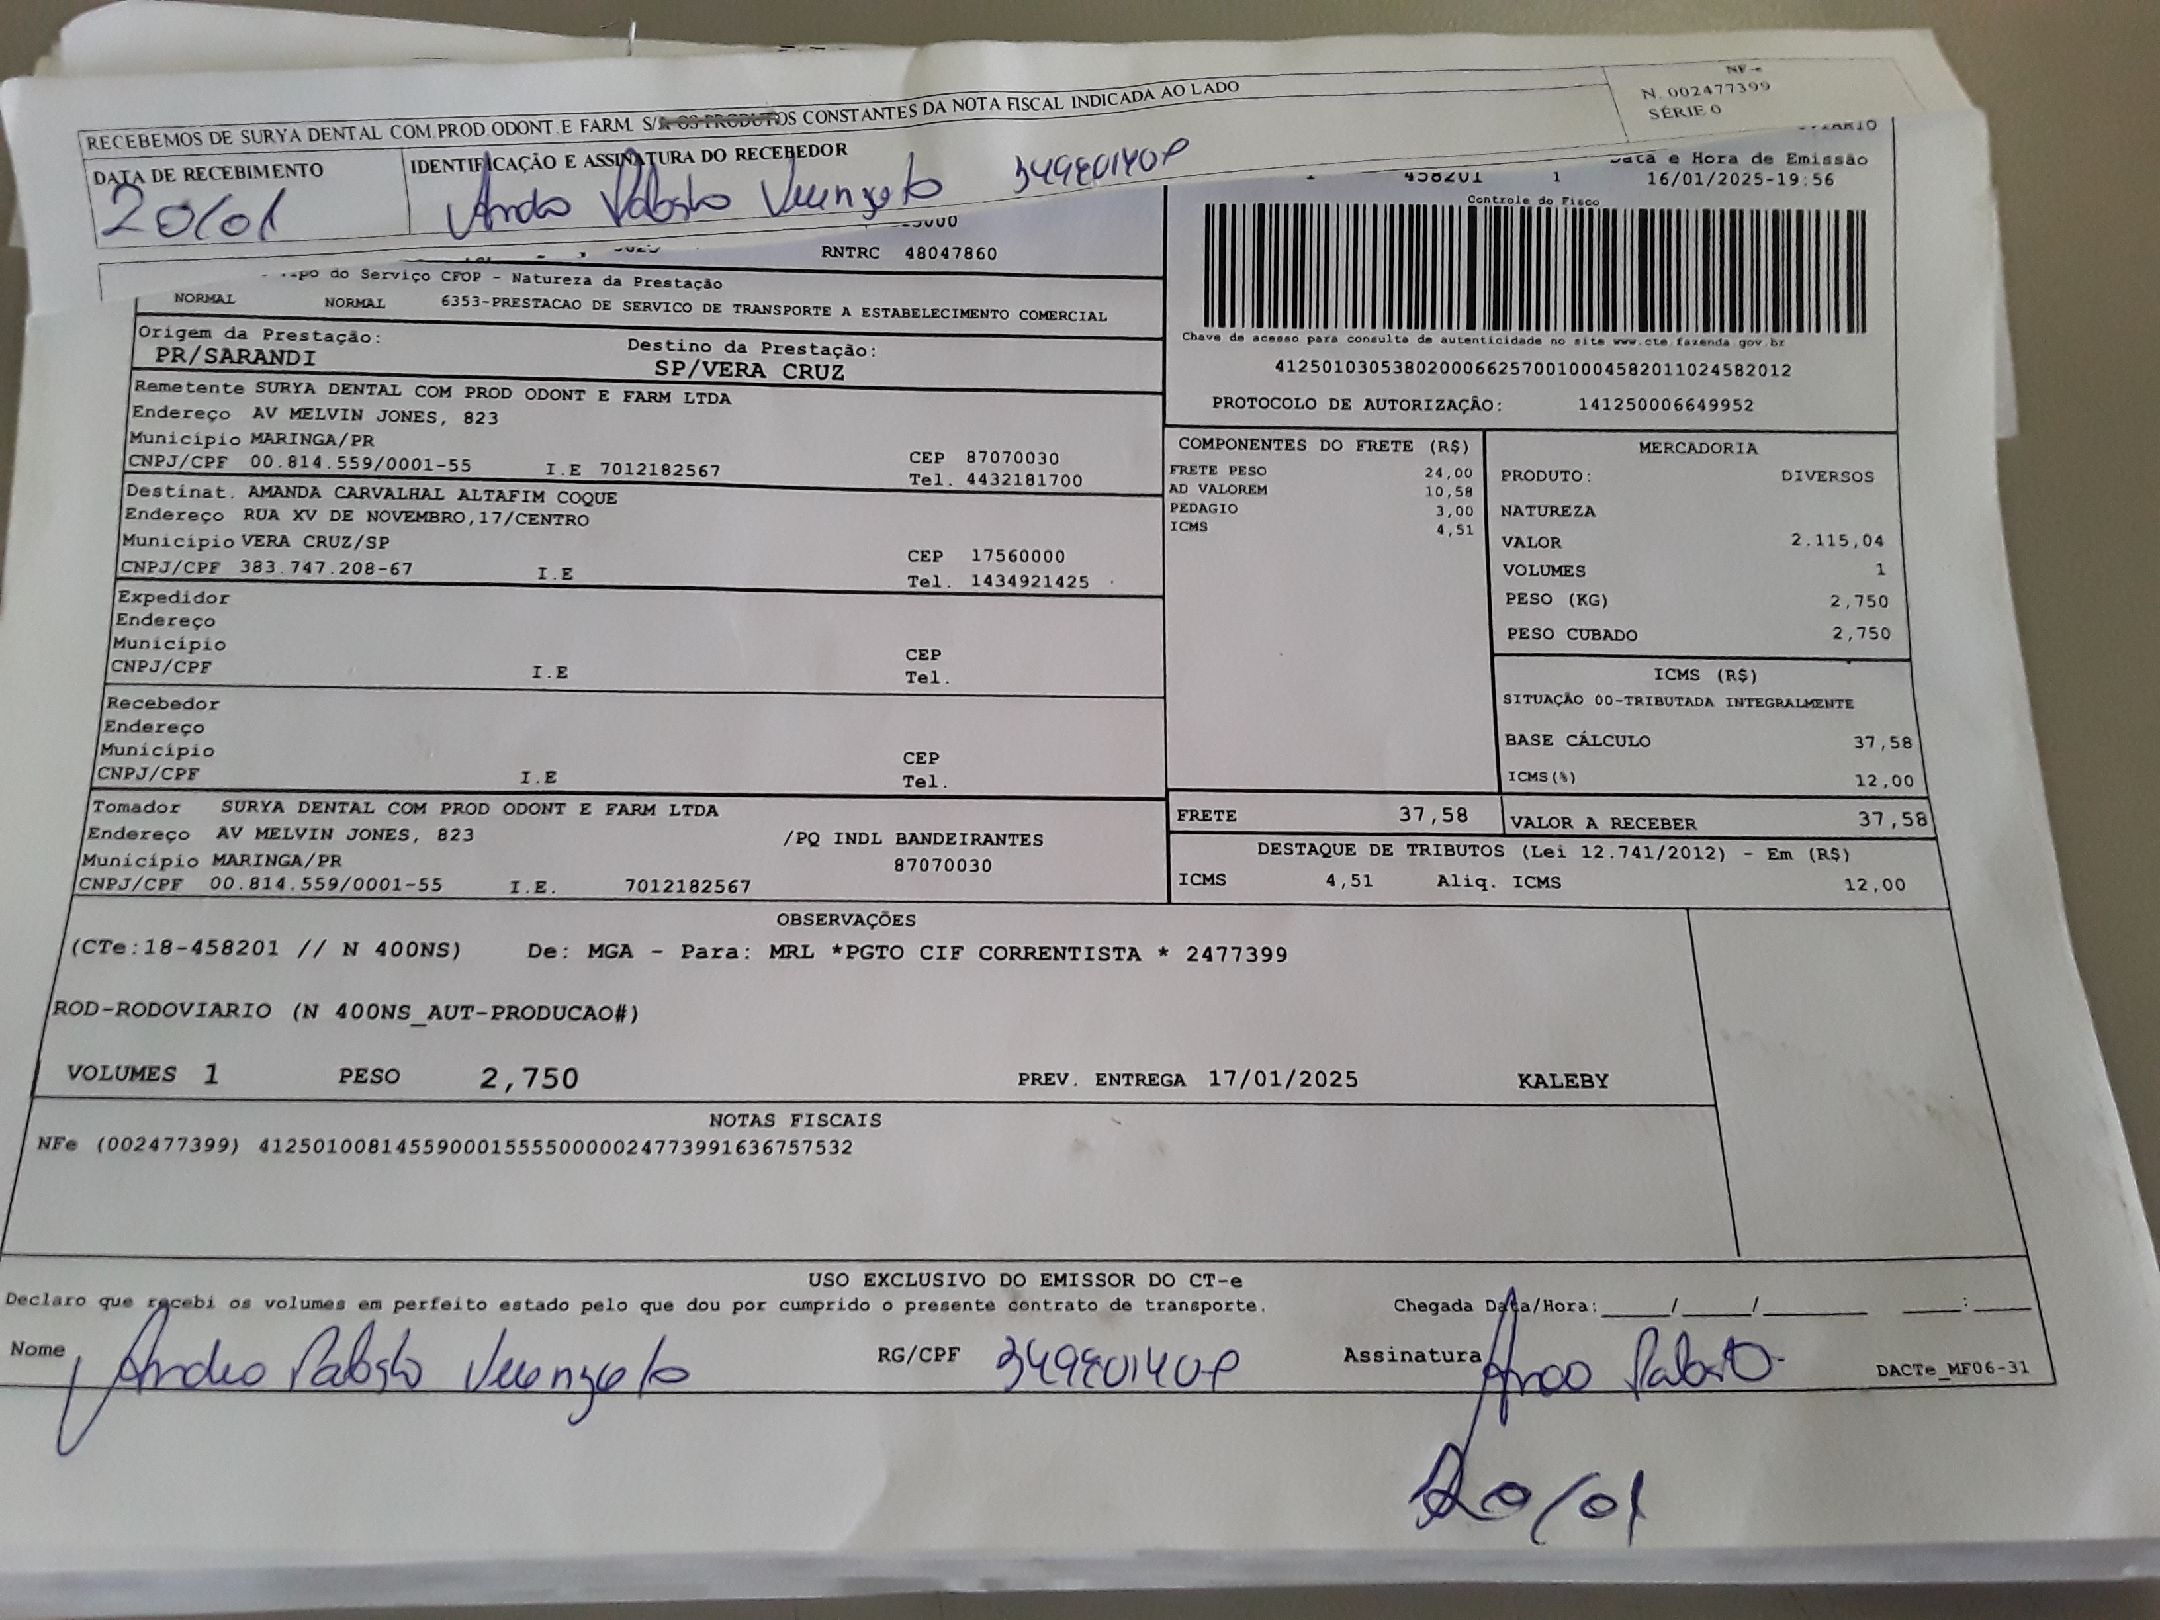 NF-e
N. 002477399
SÉRIE 0
RECEBEMOS DE SURYA DENTAL COM.PROD.ODONT.E FARM. S/A OS PRODUTOS CONSTANTES DA NOTA FISCAL INDICADA AO LADO
DATA DE RECEBIMENTO
IDENTIFICAÇÃO E ASSINATURA DO RECEBEDOR
20/01
458201 1
Data e Hora de Emissão
16/01/2025-19:56
Controle do Fisco
RNTRC 48047860
do Serviço CFOP - Natureza da Prestação
NORMAL NORMAL 6353-PRESTACAO DE SERVICO DE TRANSPORTE A ESTABELECIMENTO COMERCIAL
Chave de acesso para consulta de autenticidade no site www.cte.fazenda.gov.br
41250103053802000662570010004582011024582012
PROTOCOLO DE AUTORIZAÇÃO: 141250006649952
Origem da Prestação: Destino da Prestação:
PR/SARANDI SP/VERA CRUZ
Remetente SURYA DENTAL COM PROD ODONT E FARM LTDA
Endereço AV MELVIN JONES, 823
Município MARINGA/PR CEP 87070030
CNPJ/CPF 00.814.559/0001-55 I.E 7012182567 Tel. 4432181700
Destinat. AMANDA CARVALHAL ALTAFIM COQUE
Endereço RUA XV DE NOVEMBRO,17/CENTRO
Município VERA CRUZ/SP CEP 17560000
CNPJ/CPF 383.747.208-67 I.E Tel. 1434921425
Expedidor
Endereço
Município CEP
CNPJ/CPF I.E Tel.
Recebedor
Endereço
Município CEP
CNPJ/CPF I.E Tel.
Tomador SURYA DENTAL COM PROD ODONT E FARM LTDA
Endereço AV MELVIN JONES, 823 /PQ INDL BANDEIRANTES
Município MARINGA/PR 87070030
CNPJ/CPF 00.814.559/0001-55 I.E. 7012182567
COMPONENTES DO FRETE (R$)
FRETE PESO 24,00
AD VALOREM 10,58
PEDAGIO 3,00
ICMS 4,51
MERCADORIA
PRODUTO: DIVERSOS
NATUREZA
VALOR 2.115,04
VOLUMES 1
PESO (KG) 2,750
PESO CUBADO 2,750
ICMS (R$)
SITUAÇÃO 00-TRIBUTADA INTEGRALMENTE
BASE CÁLCULO 37,58
ICMS(%) 12,00
FRETE 37,58 VALOR A RECEBER 37,58
DESTAQUE DE TRIBUTOS (Lei 12.741/2012) - Em (R$)
ICMS 4,51 Aliq. ICMS 12,00
OBSERVAÇÕES
(CTe:18-458201 // N 400NS) De: MGA - Para: MRL *PGTO CIF CORRENTISTA * 2477399
ROD-RODOVIARIO (N 400NS_AUT-PRODUCAO#)
VOLUMES 1 PESO 2,750 PREV. ENTREGA 17/01/2025 KALEBY
NOTAS FISCAIS
NFe (002477399) 41250100814559000155550000024773991636757532
USO EXCLUSIVO DO EMISSOR DO CT-e
Declaro que recebi os volumes em perfeito estado pelo que dou por cumprido o presente contrato de transporte. Chegada Data/Hora:____/____/______ ____:____
Nome RG/CPF Assinatura DACTe_MF06-31
20/01